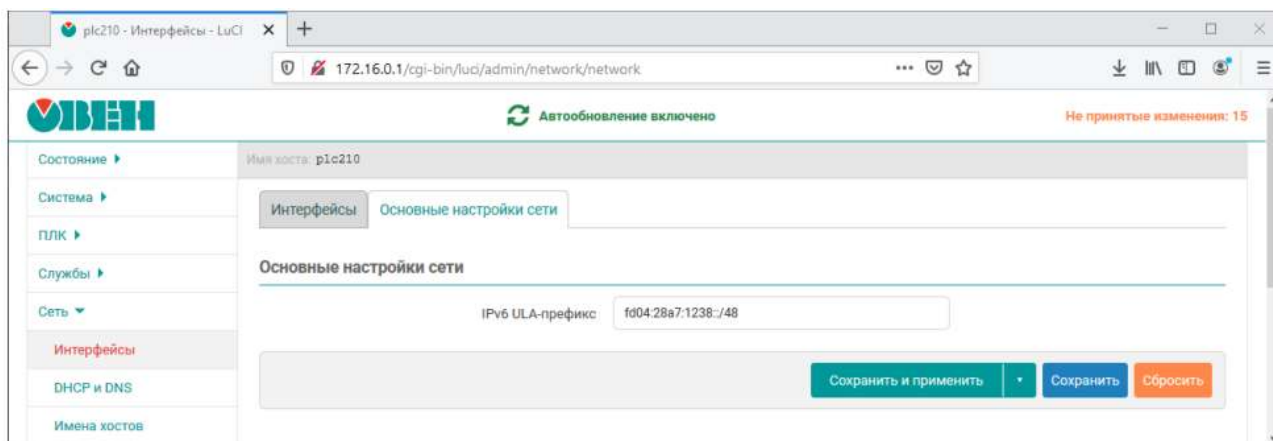 plc210 - Интерфейсы - LuCI
172.16.0.1/cgi-bin/luci/admin/network/network
ОВЕН
Автообновление включено
Не принятые изменения: 15
Состояние
Имя хоста: plc210
Система
Интерфейсы
Основные настройки сети
ПЛК
Службы
Основные настройки сети
Сеть
IPv6 ULA-префикс
fd04:28a7:1238::/48
Интерфейсы
Сохранить и применить
Сохранить
Сбросить
DHCP и DNS
Имена хостов